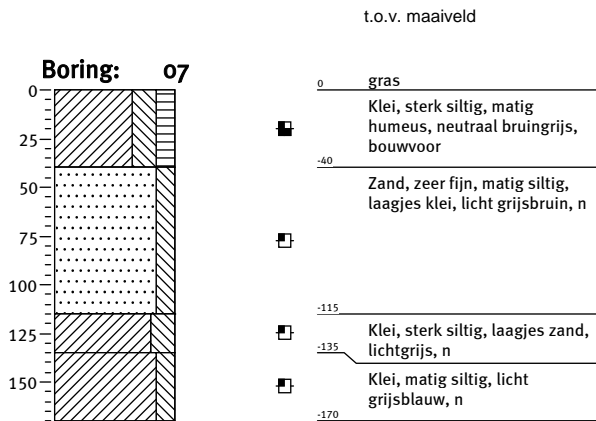 t.o.v. maaiveld
Boring: 07
0
25
50
75
100
125
150
0 gras
Klei, sterk siltig, matig
humeus, neutraal bruingrijs,
bouwvoor
-40
Zand, zeer fijn, matig siltig,
laagjes klei, licht grijsbruin, n
-115
Klei, sterk siltig, laagjes zand,
lichtgrijs, n
-135
Klei, matig siltig, licht
grijsblauw, n
-170